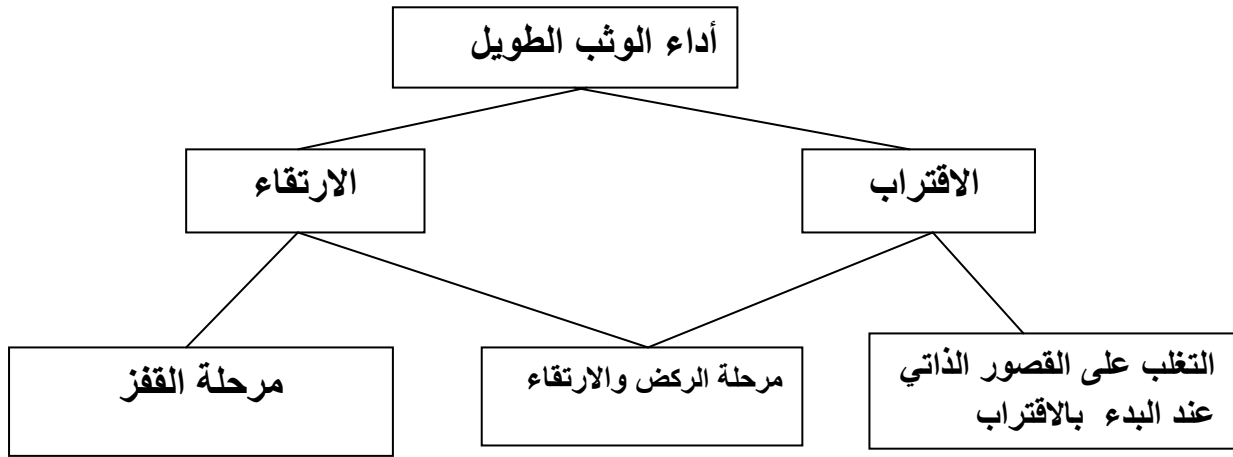 أداء الوثب الطويل
الاقتراب
الارتقاء
التغلب على القصور الذاتي
عند البدء بالاقتراب
مرحلة الركض والارتقاء
مرحلة القفز